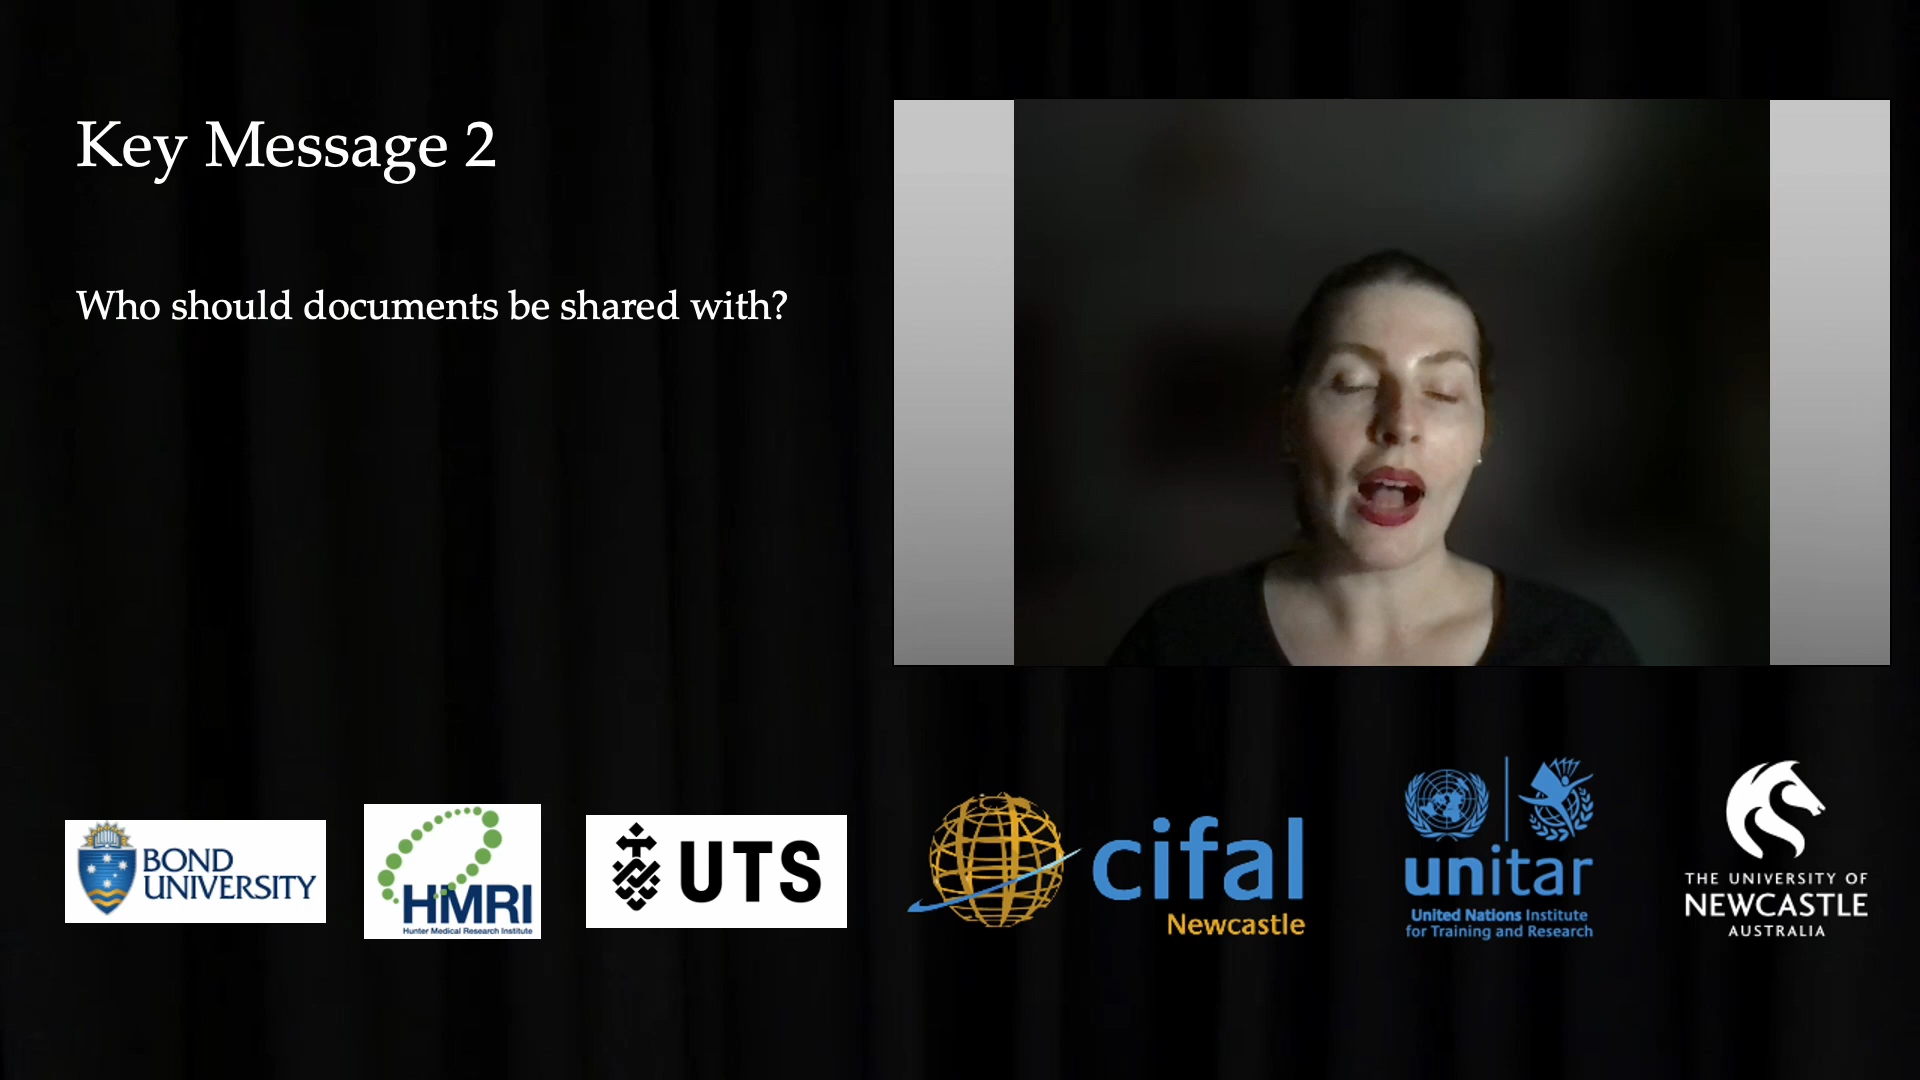 Key Message 2
Who should documents be shared with?
BOND
UNIVERSITY
HMRI
Hunter Medical Research Institute
UTS
cifal
Newcastle
unitar
United Nations Institute
for Training and Research
THE UNIVERSITY OF
NEWCASTLE
AUSTRALIA